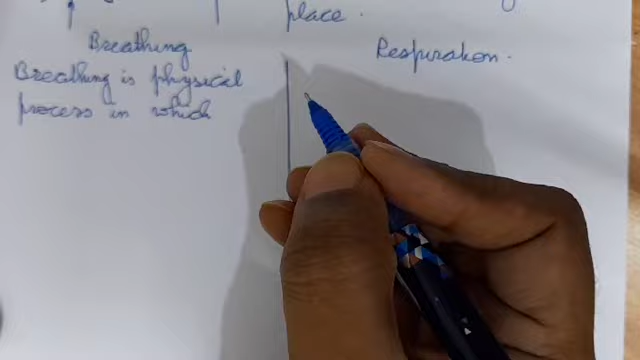 place.
Breathing
Respiration.
Breathing is physical
process in which